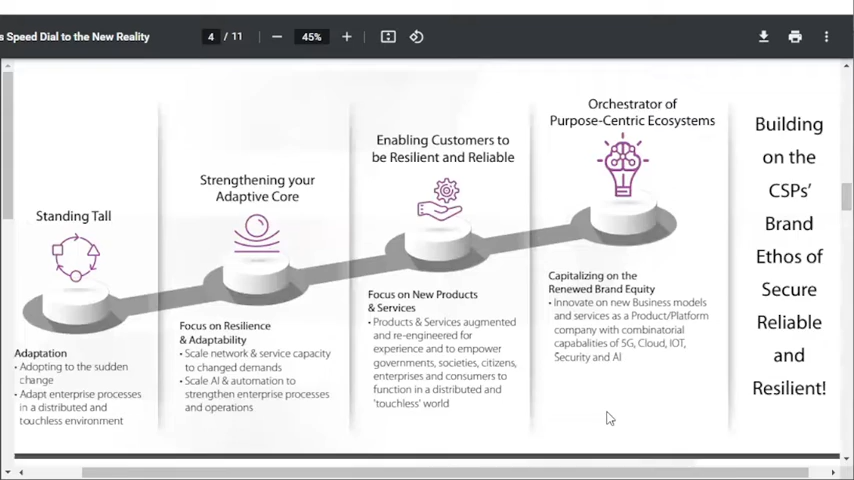 s Speed Dial to the New Reality
4 / 11
45%
Standing Tall
Adaptation
• Adopting to the sudden
change
• Adapt enterprise processes
in a distributed and
touchless environment
Strengthening your
Adaptive Core
Focus on Resilience
& Adaptability
• Scale network & service capacity
to changed demands
• Scale AI & automation to
strengthen enterprise processes
and operations
Enabling Customers to
be Resilient and Reliable
Focus on New Products
& Services
• Products & Services augmented
and re-engineered for
experience and to empower
governments, societies, citizens,
enterprises and consumers to
function in a distributed and
'touchless' world
Orchestrator of
Purpose-Centric Ecosystems
Capitalizing on the
Renewed Brand Equity
• Innovate on new Business models
and services as a Product/Platform
company with combinatorial
capabalities of 5G, Cloud, IOT,
Security and AI
Building
on the
CSPs'
Brand
Ethos of
Secure
Reliable
and
Resilient!